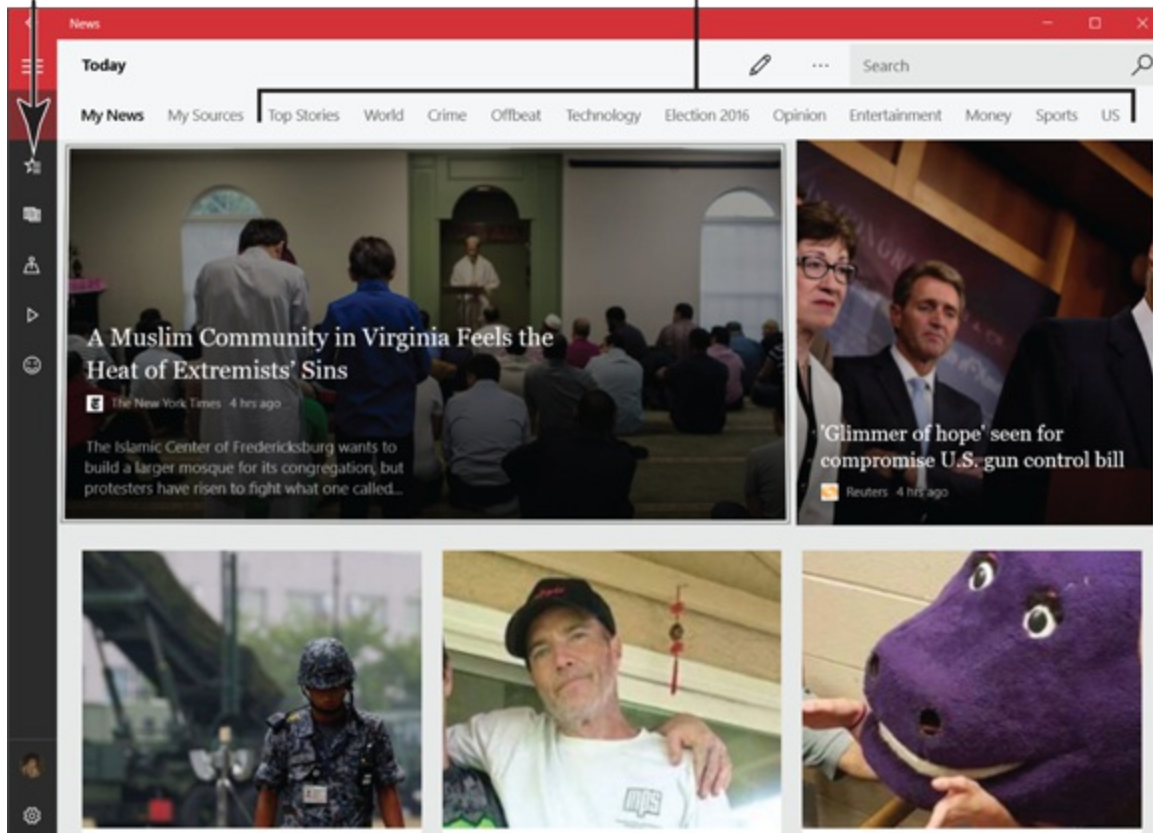 News
Today
Search
My News My Sources Top Stories World Crime Offbeat Technology Election 2016 Opinion Entertainment Money Sports US
A Muslim Community in Virginia Feels the
Heat of Extremists' Sins
The New York Times 4 hrs ago
The Islamic Center of Fredericksburg wants to
build a larger mosque for its congregation, but
protesters have risen to fight what one called...
'Glimmer of hope' seen for
compromise U.S. gun control bill
Reuters 4 hrs ago
mps